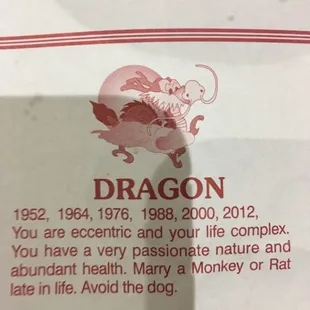 DRAGON
1952, 1964, 1976, 1988, 2000, 2012,
You are eccentric and your life complex.
You have a very passionate nature and
abundant health. Marry a Monkey or Rat
late in life. Avoid the dog.